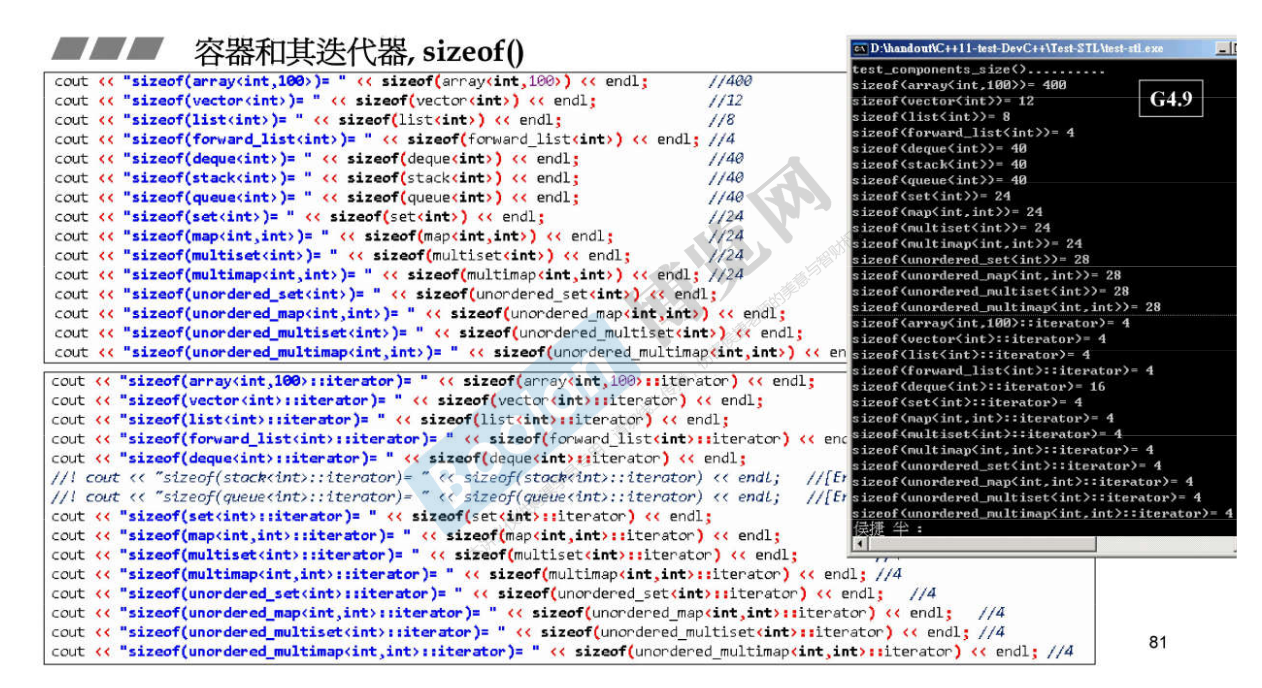 容器和其迭代器, sizeof()
cout << "sizeof(array<int,100>)= " << sizeof(array<int,100>) << endl; //400
cout << "sizeof(vector<int>)= " << sizeof(vector<int>) << endl; //12
cout << "sizeof(list<int>)= " << sizeof(list<int>) << endl; //8
cout << "sizeof(forward_list<int>)= " << sizeof(forward_list<int>) << endl; //4
cout << "sizeof(deque<int>)= " << sizeof(deque<int>) << endl; //40
cout << "sizeof(stack<int>)= " << sizeof(stack<int>) << endl; //40
cout << "sizeof(queue<int>)= " << sizeof(queue<int>) << endl; //40
cout << "sizeof(set<int>)= " << sizeof(set<int>) << endl; //24
cout << "sizeof(map<int,int>)= " << sizeof(map<int,int>) << endl; //24
cout << "sizeof(multiset<int>)= " << sizeof(multiset<int>) << endl; //24
cout << "sizeof(multimap<int,int>)= " << sizeof(multimap<int,int>) << endl; //24
cout << "sizeof(unordered_set<int>)= " << sizeof(unordered_set<int>) << endl;
cout << "sizeof(unordered_map<int,int>)= " << sizeof(unordered_map<int,int>) << endl;
cout << "sizeof(unordered_multiset<int>)= " << sizeof(unordered_multiset<int>) << endl;
cout << "sizeof(unordered_multimap<int,int>)= " << sizeof(unordered_multimap<int,int>) << en
cout << "sizeof(array<int,100>::iterator)= " << sizeof(array<int,100>::iterator) << endl;
cout << "sizeof(vector<int>::iterator)= " << sizeof(vector<int>::iterator) << endl;
cout << "sizeof(list<int>::iterator)= " << sizeof(list<int>::iterator) << endl;
cout << "sizeof(forward_list<int>::iterator)= " << sizeof(forward_list<int>::iterator) << end
cout << "sizeof(deque<int>::iterator)= " << sizeof(deque<int>::iterator) << endl;
//! cout << "sizeof(stack<int>::iterator)= " << sizeof(stack<int>::iterator) << endl; //[Er
//! cout << "sizeof(queue<int>::iterator)= " << sizeof(queue<int>::iterator) << endl; //[Er
cout << "sizeof(set<int>::iterator)= " << sizeof(set<int>::iterator) << endl;
cout << "sizeof(map<int,int>::iterator)= " << sizeof(map<int,int>::iterator) << endl;
cout << "sizeof(multiset<int>::iterator)= " << sizeof(multiset<int>::iterator) << endl;
cout << "sizeof(multimap<int,int>::iterator)= " << sizeof(multimap<int,int>::iterator) << endl; //4
cout << "sizeof(unordered_set<int>::iterator)= " << sizeof(unordered_set<int>::iterator) << endl; //4
cout << "sizeof(unordered_map<int,int>::iterator)= " << sizeof(unordered_map<int,int>::iterator) << endl; //4
cout << "sizeof(unordered_multiset<int>::iterator)= " << sizeof(unordered_multiset<int>::iterator) << endl; //4
cout << "sizeof(unordered_multimap<int,int>::iterator)= " << sizeof(unordered_multimap<int,int>::iterator) << endl; //4
D:\handout\C++11-test-DevC++\Test-STL\test-stl.exe
test_components_size()..........
sizeof(array<int,100>)= 400
sizeof(vector<int>)= 12
sizeof(list<int>)= 8
sizeof(forward_list<int>)= 4
sizeof(deque<int>)= 40
sizeof(stack<int>)= 40
sizeof(queue<int>)= 40
sizeof(set<int>)= 24
sizeof(map<int,int>)= 24
sizeof(multiset<int>)= 24
sizeof(multimap<int,int>)= 24
sizeof(unordered_set<int>)= 28
sizeof(unordered_map<int,int>)= 28
sizeof(unordered_multiset<int>)= 28
sizeof(unordered_multimap<int,int>)= 28
sizeof(array<int,100>::iterator)= 4
sizeof(vector<int>::iterator)= 4
sizeof(list<int>::iterator)= 4
sizeof(forward_list<int>::iterator)= 4
sizeof(deque<int>::iterator)= 16
sizeof(set<int>::iterator)= 4
sizeof(map<int,int>::iterator)= 4
sizeof(multiset<int>::iterator)= 4
sizeof(multimap<int,int>::iterator)= 4
sizeof(unordered_set<int>::iterator)= 4
sizeof(unordered_map<int,int>::iterator)= 4
sizeof(unordered_multiset<int>::iterator)= 4
sizeof(unordered_multimap<int,int>::iterator)= 4
侯捷 半 :
G4.9
Boolan 博览网
81